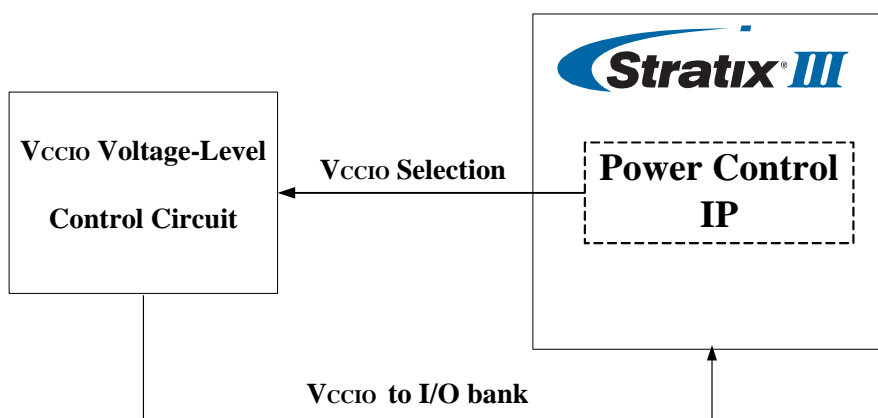 Stratix® III
VCCIO Voltage-Level
Control Circuit
VCCIO Selection
Power Control
IP
VCCIO to I/O bank